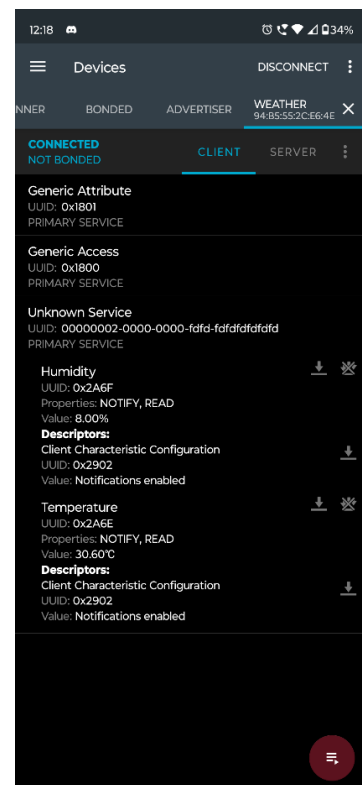 12:18
34%
Devices
DISCONNECT
NNER
BONDED
ADVERTISER
WEATHER
94:B5:55:2C:E6:4E
CONNECTED
NOT BONDED
CLIENT
SERVER
Generic Attribute
UUID: 0x1801
PRIMARY SERVICE
Generic Access
UUID: 0x1800
PRIMARY SERVICE
Unknown Service
UUID: 00000002-0000-0000-fdfd-fdfdfdfdfdfd
PRIMARY SERVICE
Humidity
UUID: 0x2A6F
Properties: NOTIFY, READ
Value: 8.00%
Descriptors:
Client Characteristic Configuration
UUID: 0x2902
Value: Notifications enabled
Temperature
UUID: 0x2A6E
Properties: NOTIFY, READ
Value: 30.60°C
Descriptors:
Client Characteristic Configuration
UUID: 0x2902
Value: Notifications enabled